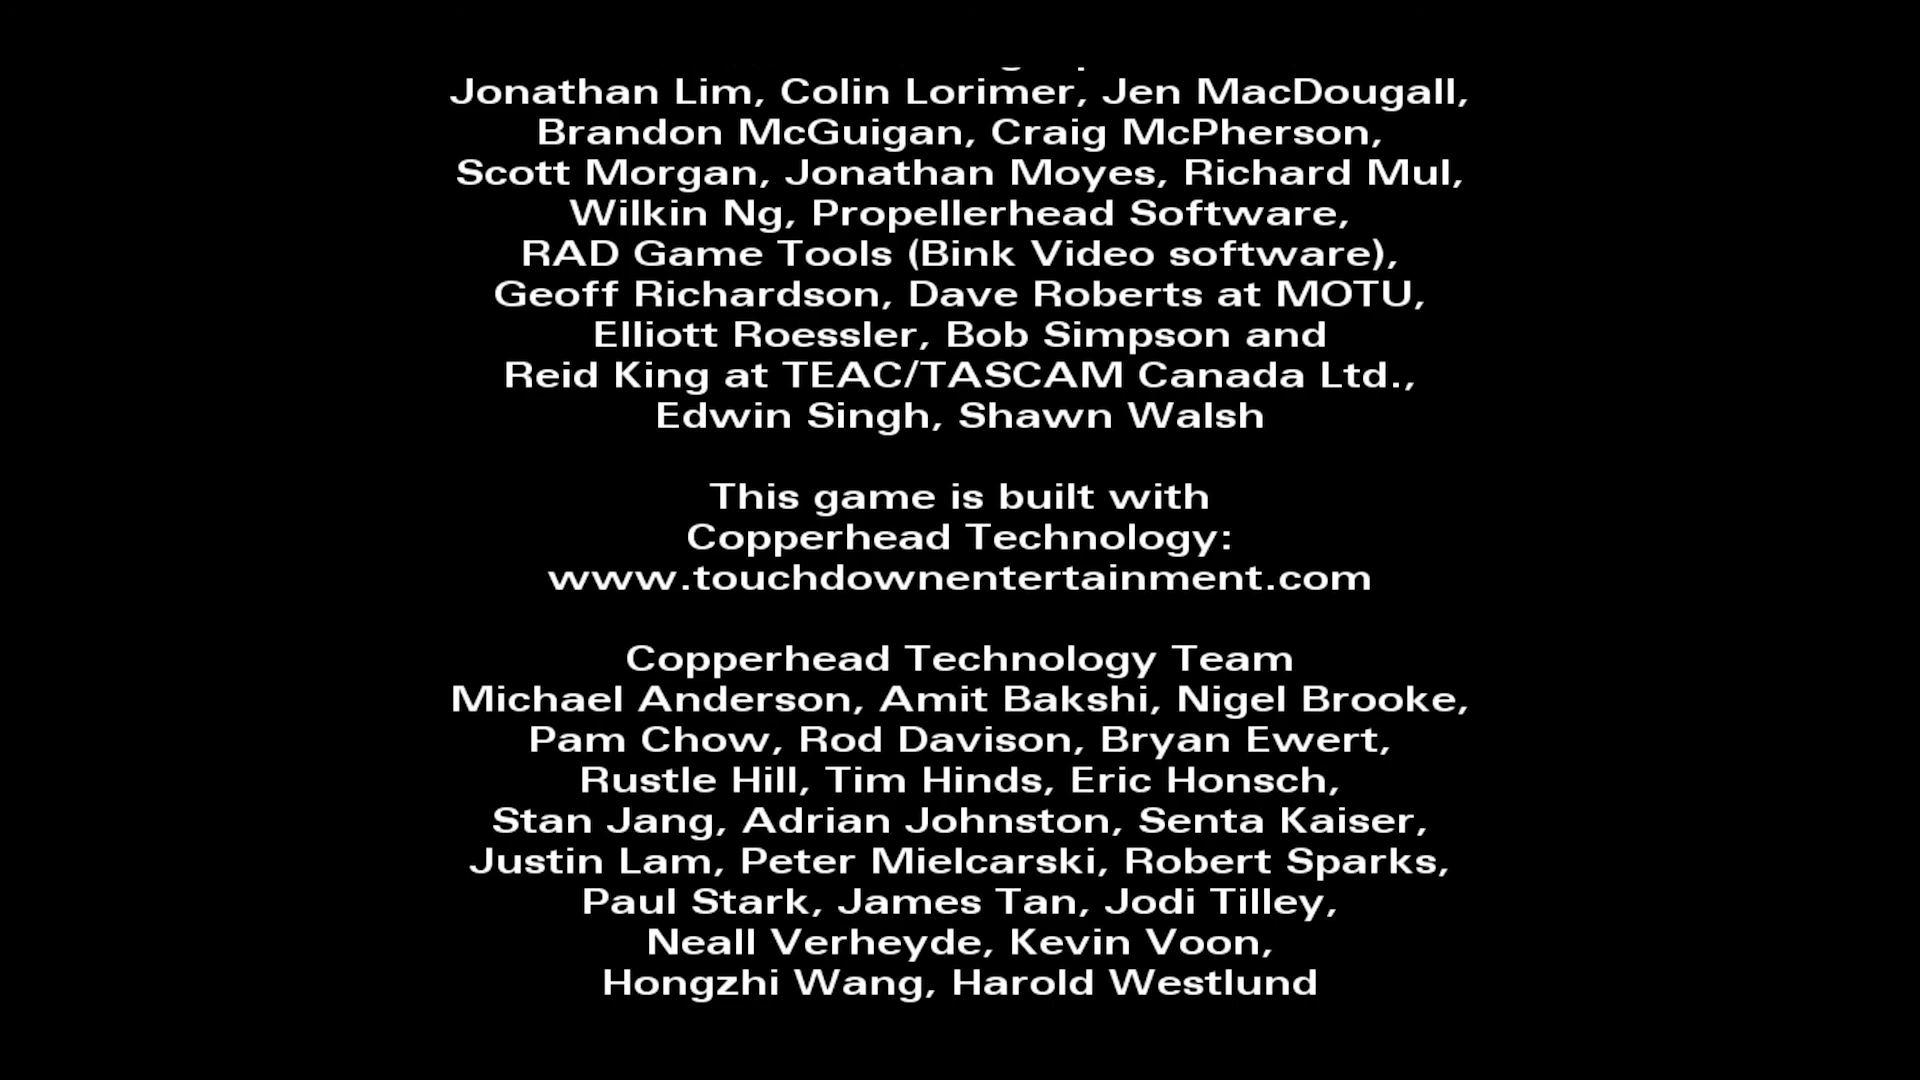 Jonathan Lim, Colin Lorimer, Jen MacDougall,
Brandon McGuigan, Craig McPherson,
Scott Morgan, Jonathan Moyes, Richard Mul,
Wilkin Ng, Propellerhead Software,
RAD Game Tools (Bink Video software),
Geoff Richardson, Dave Roberts at MOTU,
Elliott Roessler, Bob Simpson and
Reid King at TEAC/TASCAM Canada Ltd.,
Edwin Singh, Shawn Walsh
This game is built with
Copperhead Technology:
www.touchdownentertainment.com
Copperhead Technology Team
Michael Anderson, Amit Bakshi, Nigel Brooke,
Pam Chow, Rod Davison, Bryan Ewert,
Rustle Hill, Tim Hinds, Eric Honsch,
Stan Jang, Adrian Johnston, Senta Kaiser,
Justin Lam, Peter Mielcarski, Robert Sparks,
Paul Stark, James Tan, Jodi Tilley,
Neall Verheyde, Kevin Voon,
Hongzhi Wang, Harold Westlund